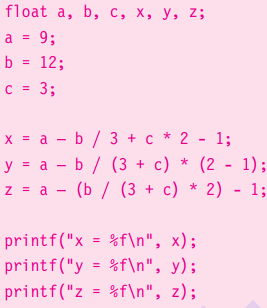 float a, b, c, x, y, z;
a = 9;
b = 12;
c = 3;
x = a – b / 3 + c * 2 - 1;
y = a – b / (3 + c) * (2 - 1);
z = a – (b / (3 + c) * 2) - 1;
printf("x = %f\n", x);
printf("y = %f\n", y);
printf("z = %f\n", z);